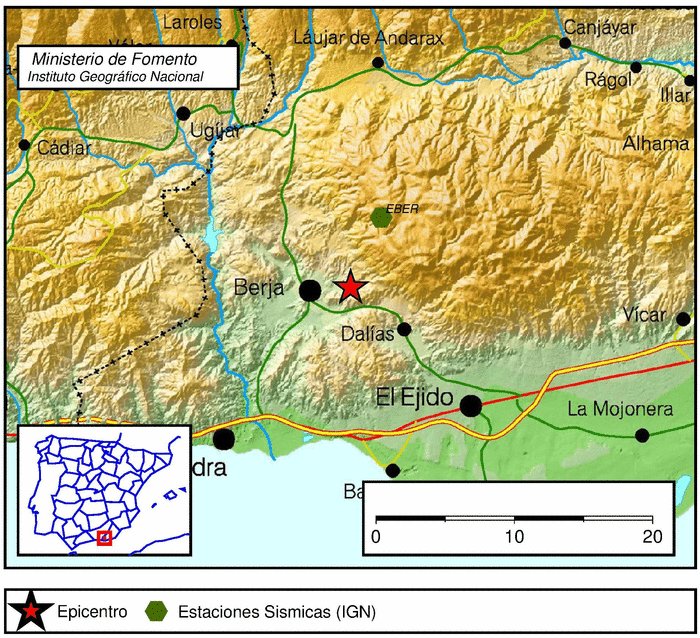 Laroles
Canjáyar
Láujar de Andarax
Ministerio de Fomento
Instituto Geográfico Nacional
Rágol
Illar
Ugíjar
Cádiar
Alhama
EBER
Berja
Vicar
Dalías
El Ejido
La Mojonera
dra
Ba
0 10 20
Epicentro
Estaciones Sismicas (IGN)